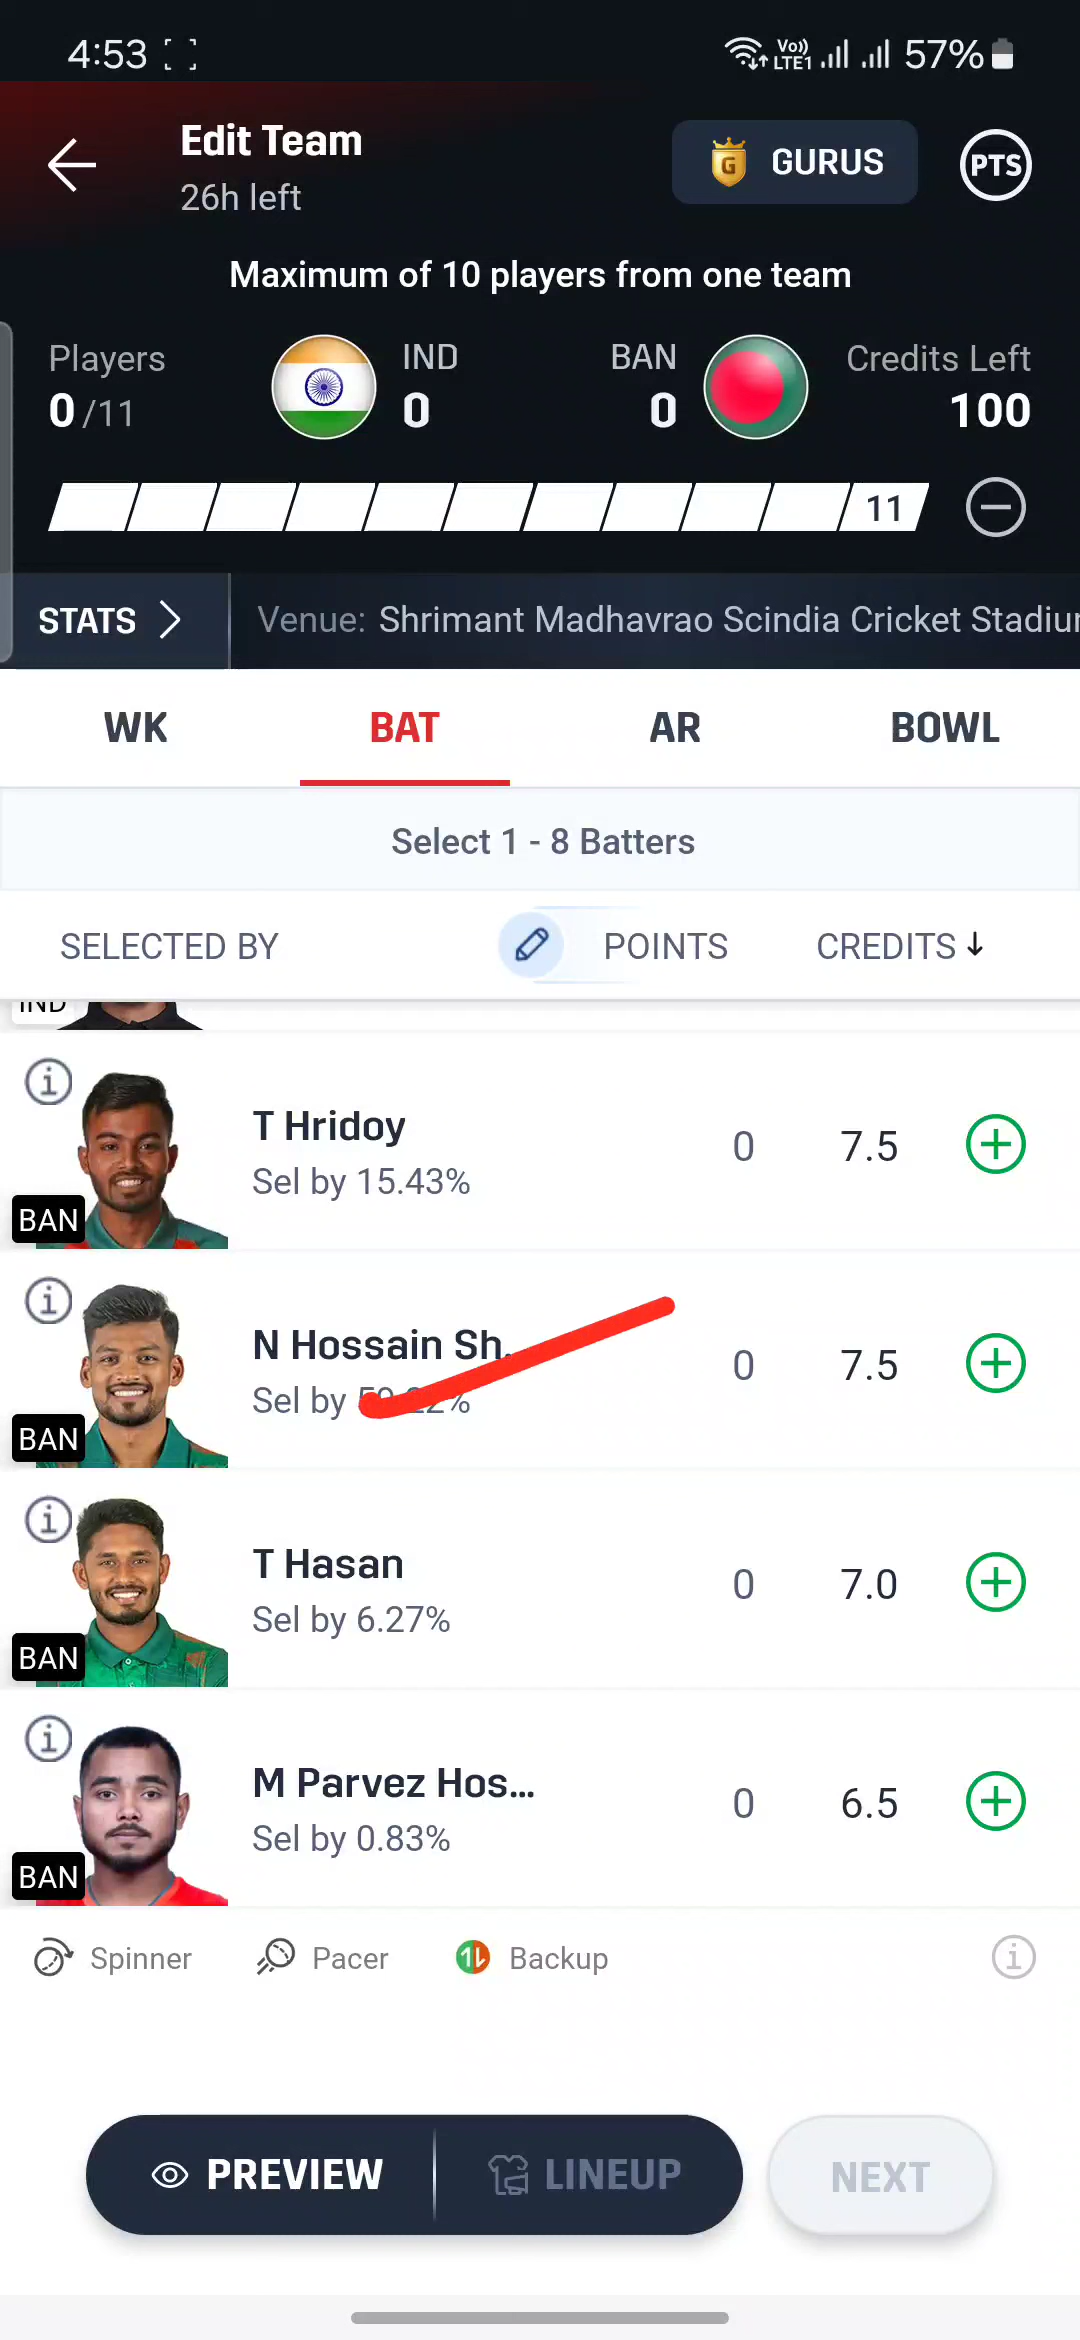 4:53 Vo)) LTE1 57%
Edit Team
26h left
G GURUS
PTS
Maximum of 10 players from one team
Players IND BAN Credits Left
0/11 0 0 100
11
STATS Venue: Shrimant Madhavrao Scindia Cricket
WK BAT AR BOWL
Select 1 - 8 Batters
SELECTED BY POINTS CREDITS ↓
IND
T Hridoy
Sel by 15.43%
0 7.5
BAN
N Hossain Sh..
Sel by
0 7.5
BAN
T Hasan
Sel by 6.27%
0 7.0
BAN
M Parvez Hos...
Sel by 0.83%
0 6.5
BAN
Spinner Pacer Backup
PREVIEW LINEUP NEXT